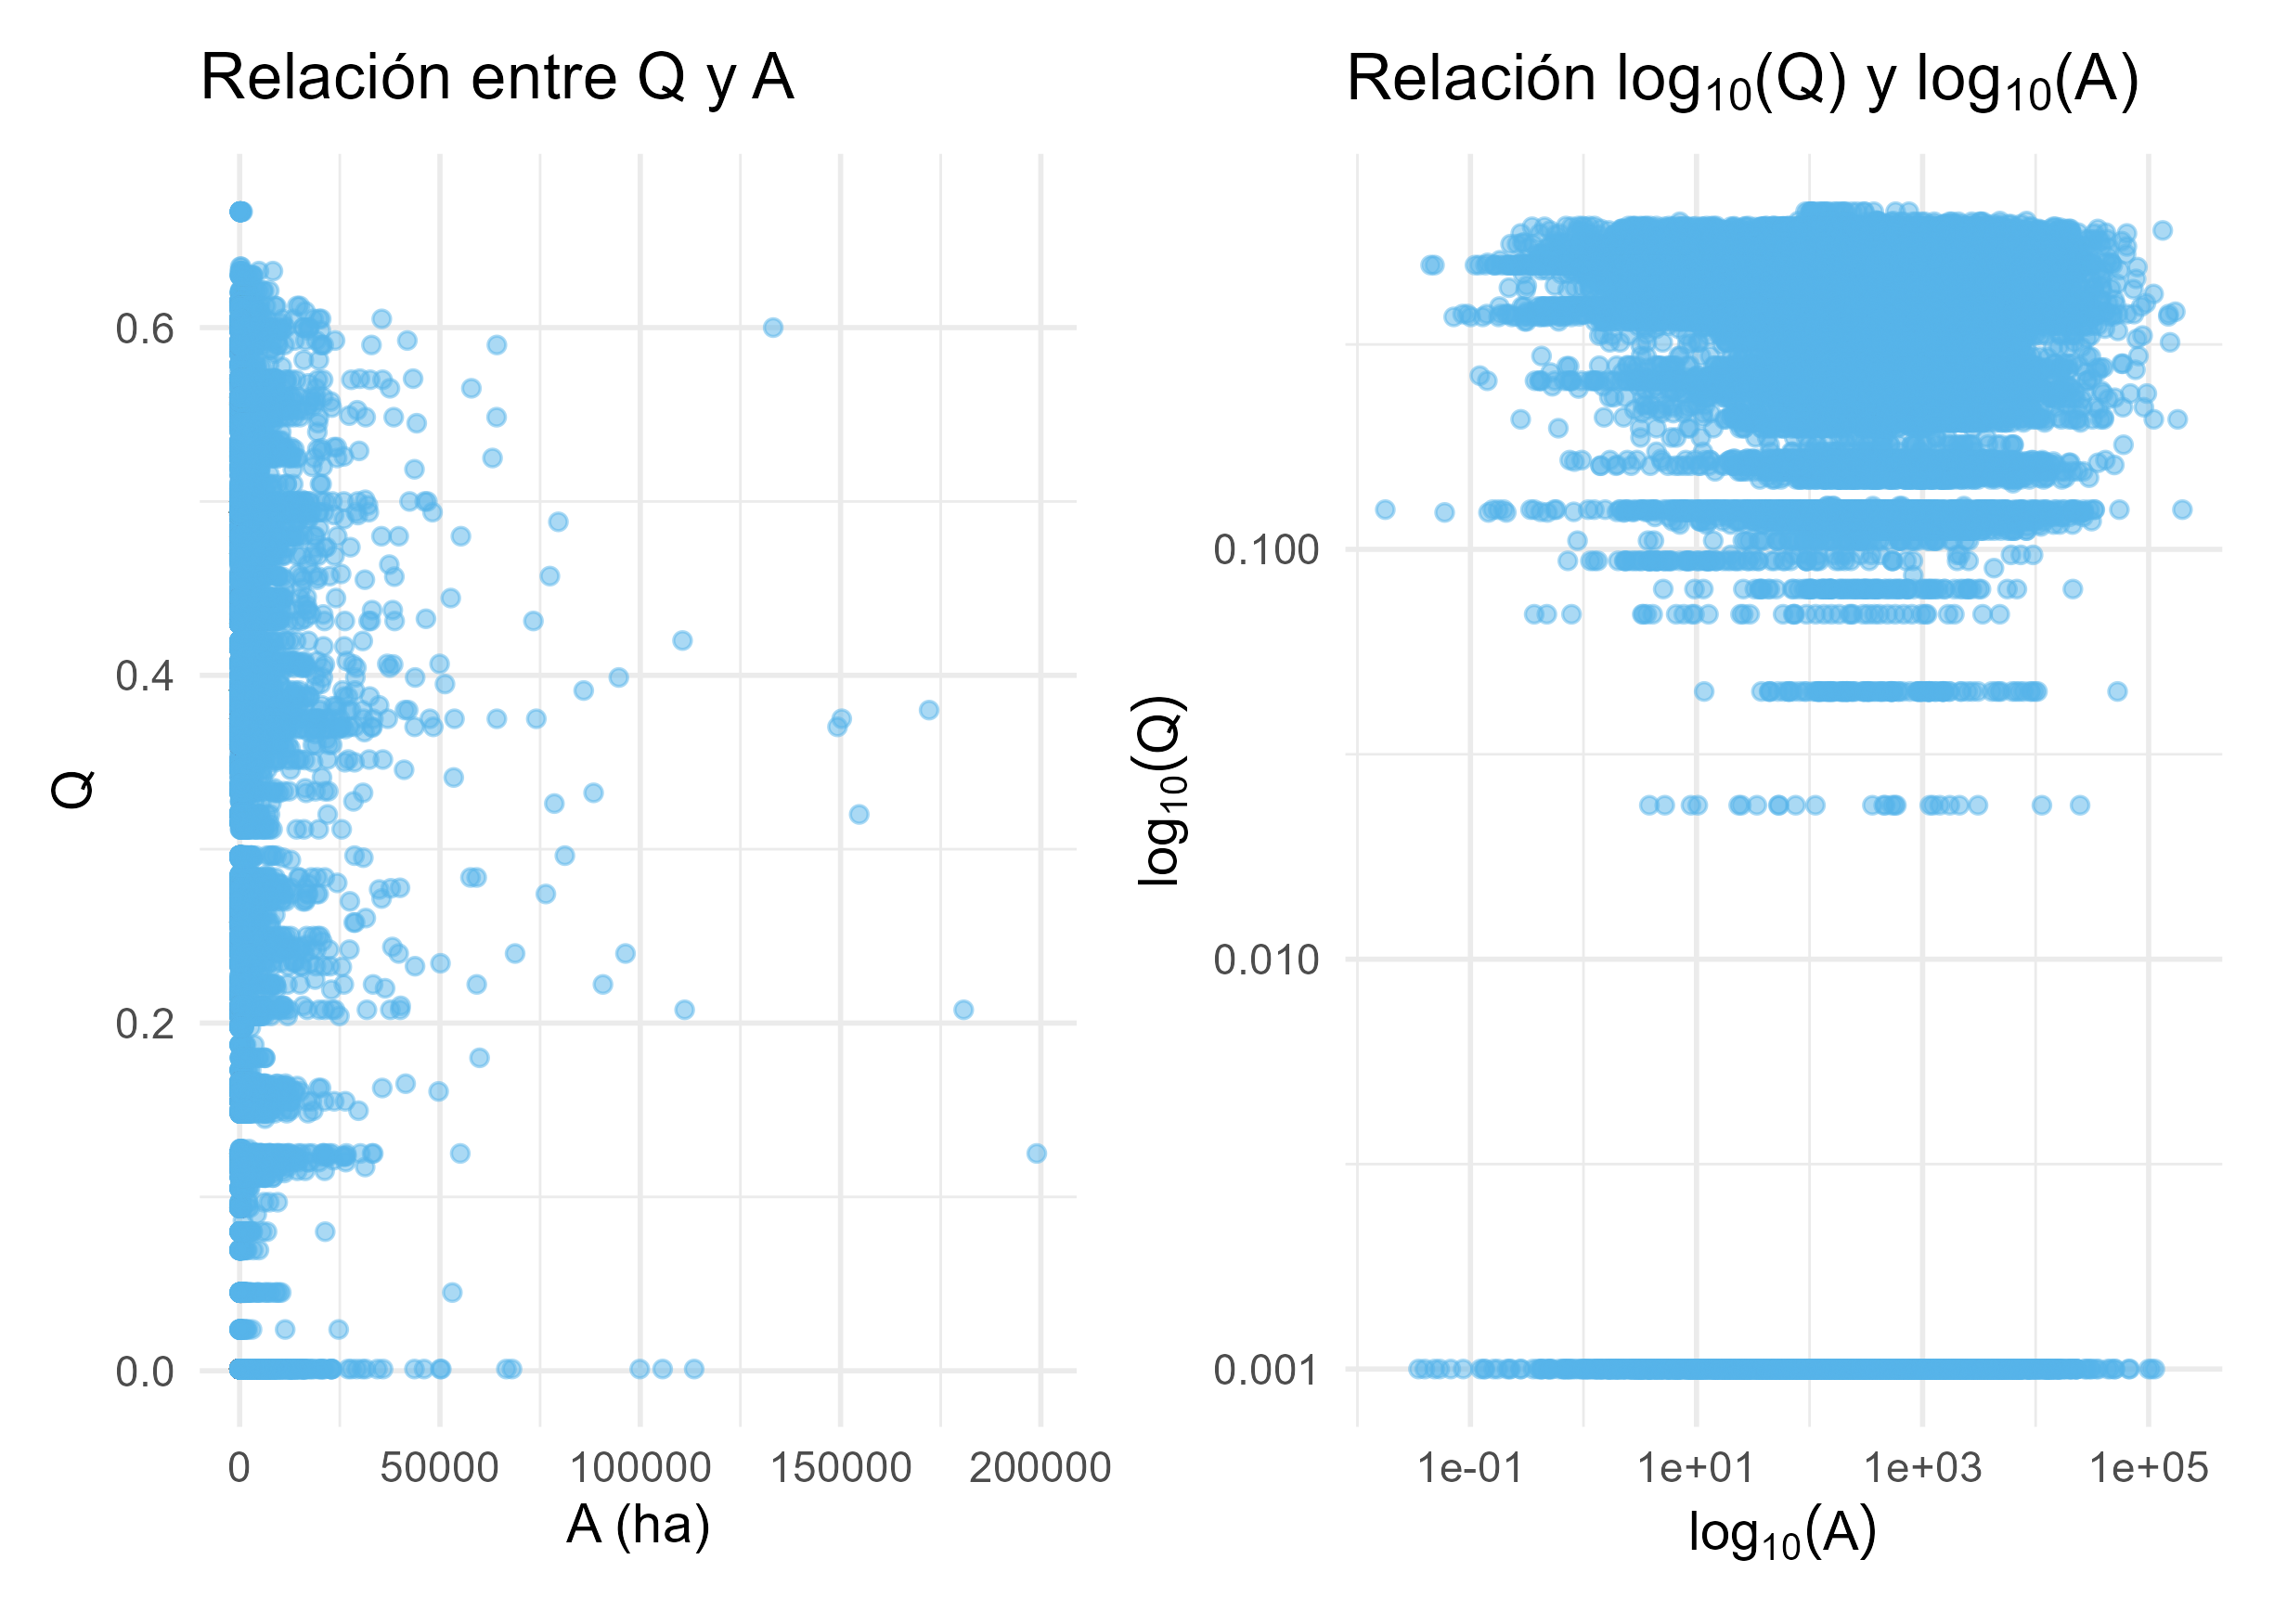 Relación entre Q y A
Q
0.6
0.4
0.2
0.0
0
50000
100000
150000
200000
A (ha)
Relación log₁₀(Q) y log₁₀(A)
log₁₀(Q)
0.100
0.010
0.001
1e-01
1e+01
1e+03
1e+05
log₁₀(A)